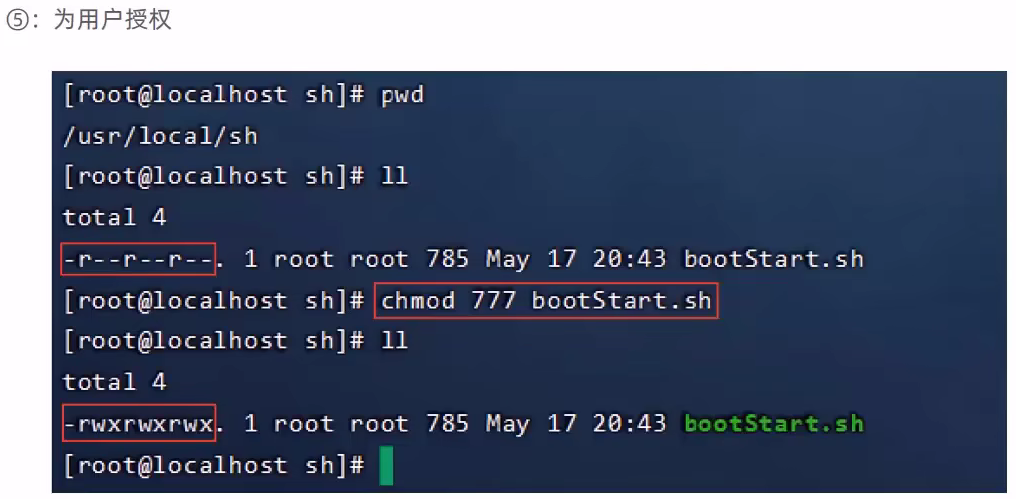 ⑤：为用户授权
[root@localhost sh]# pwd
/usr/local/sh
[root@localhost sh]# ll
total 4
-r--r--r--. 1 root root 785 May 17 20:43 bootStart.sh
[root@localhost sh]# chmod 777 bootStart.sh
[root@localhost sh]# ll
total 4
-rwxrwxrwx. 1 root root 785 May 17 20:43 bootStart.sh
[root@localhost sh]#